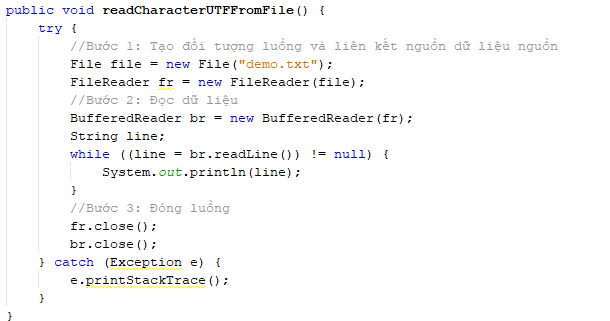 public void readCharacterUTFFromFile() {
try {
//Bước 1: Tạo đối tượng luồng và liên kết nguồn dữ liệu nguồn
File file = new File("demo.txt");
FileReader fr = new FileReader(file);
//Bước 2: Đọc dữ liệu
BufferedReader br = new BufferedReader(fr);
String line;
while ((line = br.readLine()) != null) {
System.out.println(line);
}
//Bước 3: Đóng luồng
fr.close();
br.close();
} catch (Exception e) {
e.printStackTrace();
}
}